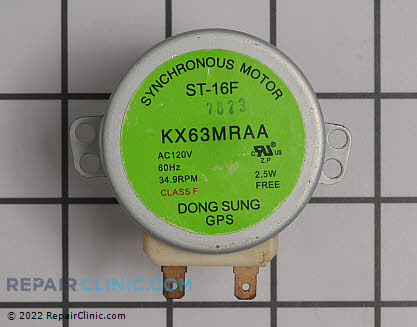 SYNCHRONOUS MOTOR
ST-16F
7023
KX63MRAA
AC120V
60Hz
34.9RPM
CLASS F
C US
Z.P
2.5W
FREE
DONG SUNG
GPS
REPAIRCLINIC.COM
© 2022 RepairClinic.com